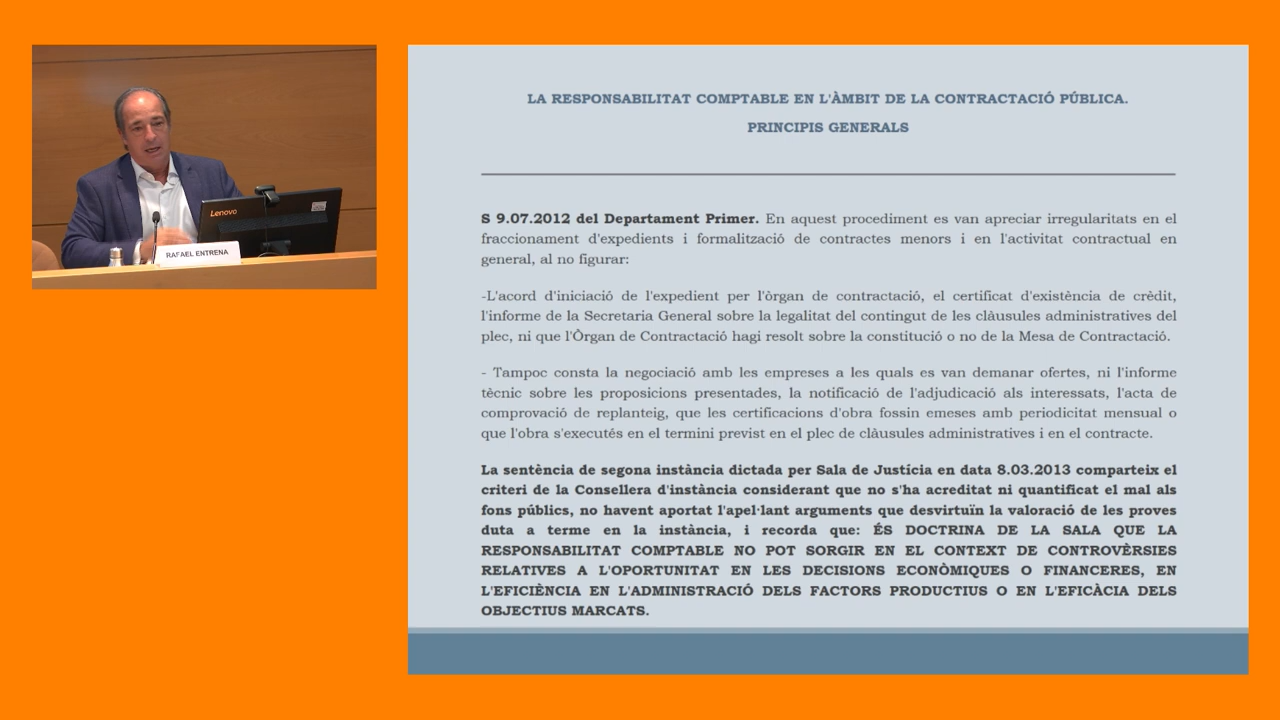 Lenovo
RAFAEL ENTRENA
LA RESPONSABILITAT COMPTABLE EN L'ÀMBIT DE LA CONTRACTACIÓ PÚBLICA.
PRINCIPIS GENERALS
S 9.07.2012 del Departament Primer. En aquest procediment es van apreciar irregularitats en el
fraccionament d'expedients i formalització de contractes menors i en l'activitat contractual en
general, al no figurar:
-L'acord d'iniciació de l'expedient per l'òrgan de contractació, el certificat d'existència de crèdit,
l'informe de la Secretaria General sobre la legalitat del contingut de les clàusules administratives del
plec, ni que l'Òrgan de Contractació hagi resolt sobre la constitució o no de la Mesa de Contractació.
- Tampoc consta la negociació amb les empreses a les quals es van demanar ofertes, ni l'informe
tècnic sobre les proposicions presentades, la notificació de l'adjudicació als interessats, l'acta de
comprovació de replanteig, que les certificacions d'obra fossin emeses amb periodicitat mensual o
que l'obra s'executés en el termini previst en el plec de clàusules administratives i en el contracte.
La sentència de segona instància dictada per Sala de Justícia en data 8.03.2013 comparteix el
criteri de la Consellera d'instància considerant que no s'ha acreditat ni quantificat el mal als
fons públics, no havent aportat l'apel·lant arguments que desvirtuïn la valoració de les proves
duta a terme en la instància, i recorda que: ÉS DOCTRINA DE LA SALA QUE LA
RESPONSABILITAT COMPTABLE NO POT SORGIR EN EL CONTEXT DE CONTROVÈRSIES
RELATIVES A L'OPORTUNITAT EN LES DECISIONS ECONÒMIQUES O FINANCERES, EN
L'EFICIÈNCIA EN L'ADMINISTRACIÓ DELS FACTORS PRODUCTIUS O EN L'EFICÀCIA DELS
OBJECTIUS MARCATS.